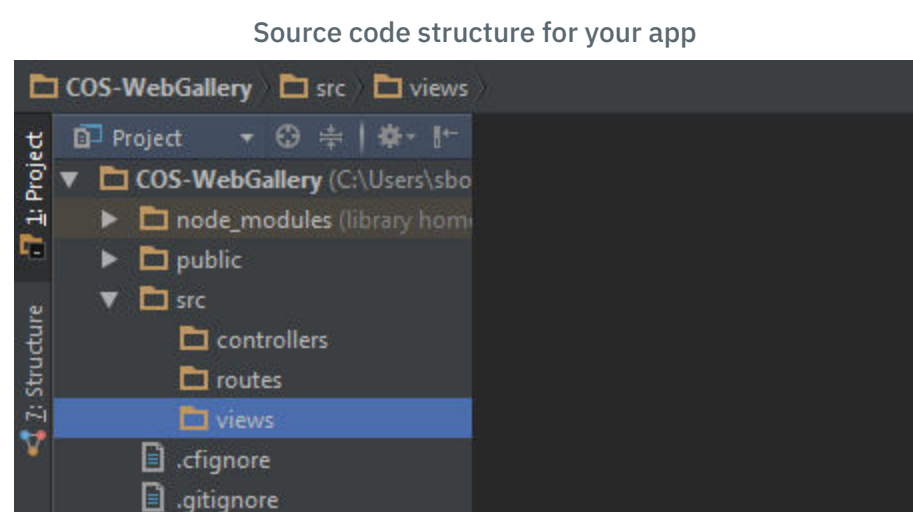 Source code structure for your app
COS-WebGallery src views
1: Project
Project
COS-WebGallery (C:\Users\sbo
node_modules (library hom
public
src
controllers
routes
views
.cfignore
.gitignore
7: Structure